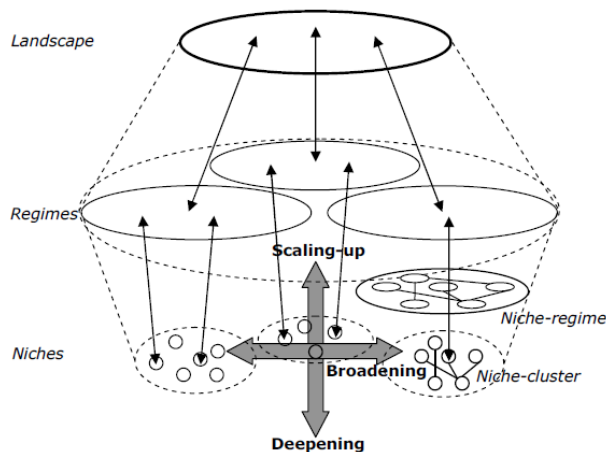 Landscape
Regimes
Scaling-up
Niche-regime
Niches
Broadening
Niche-cluster
Deepening